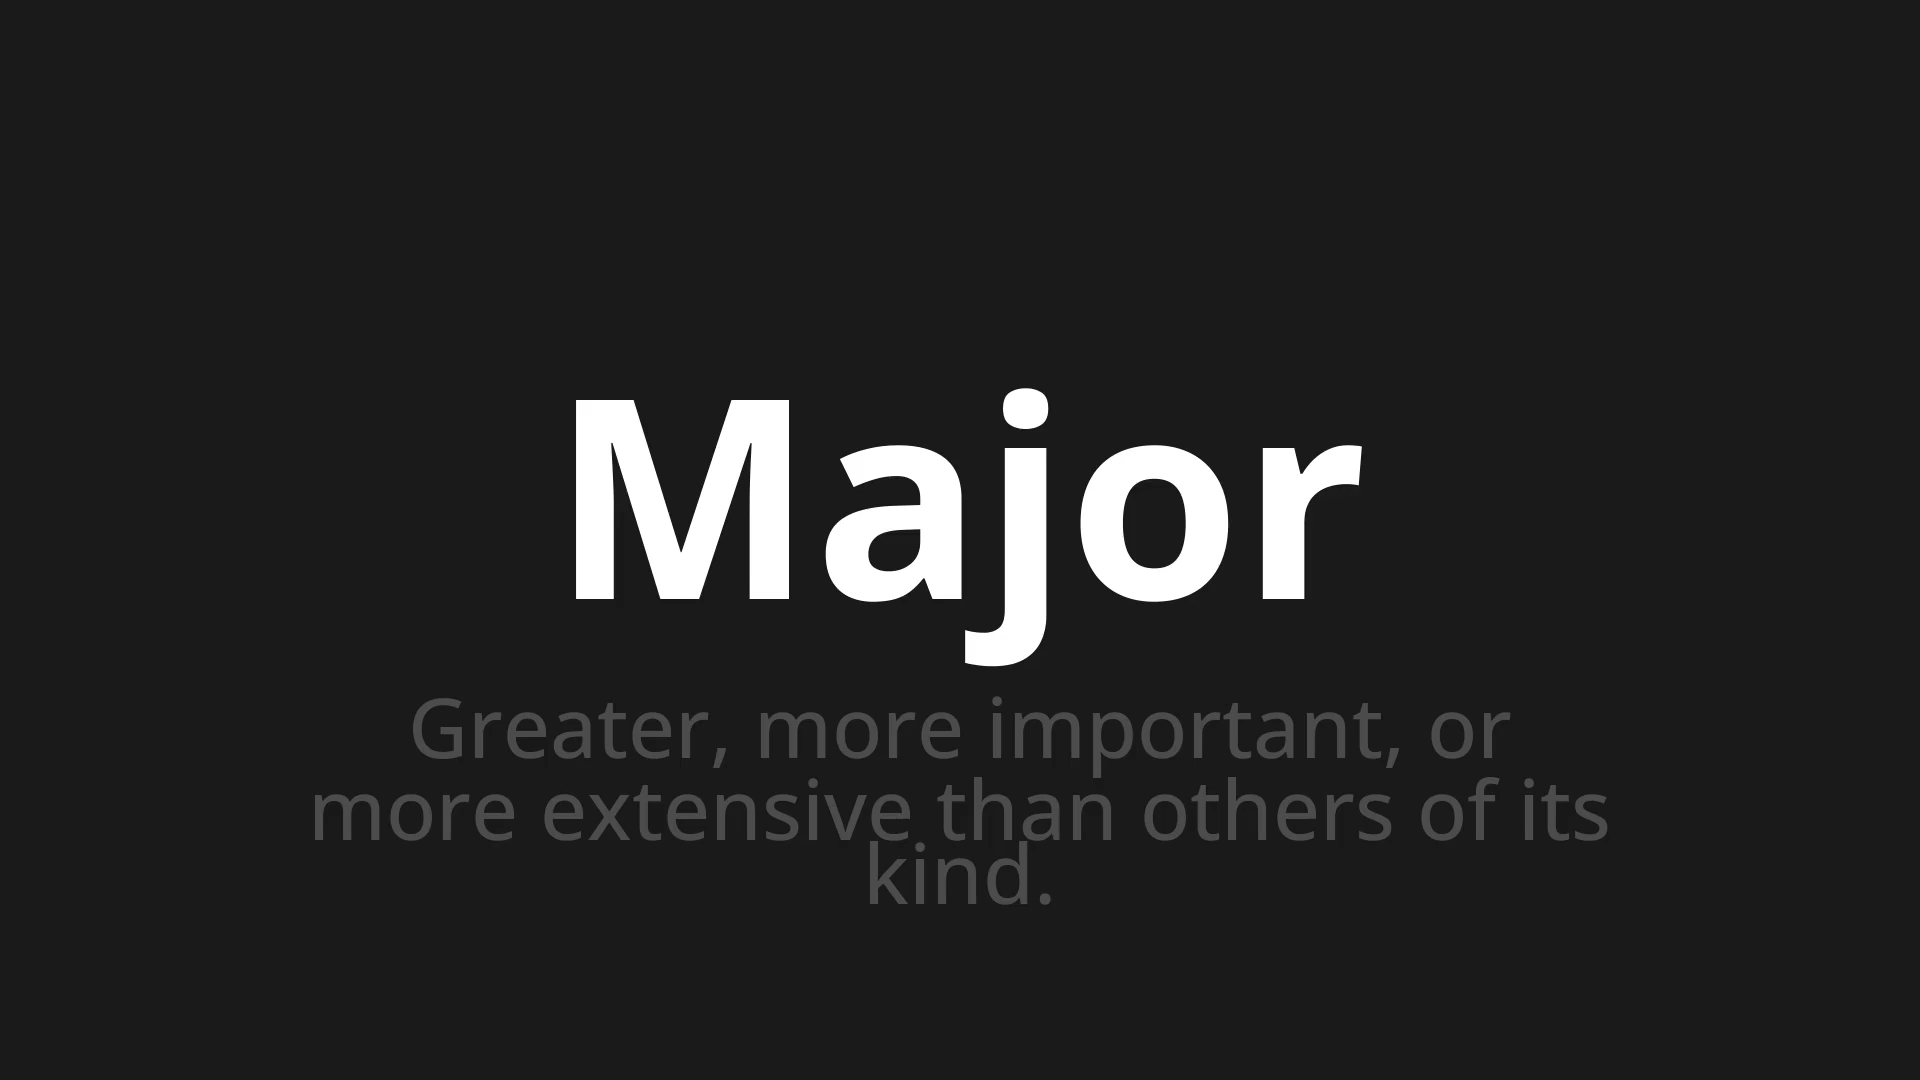 Major
Greater, more important, or
more extensive than others of its
kind.